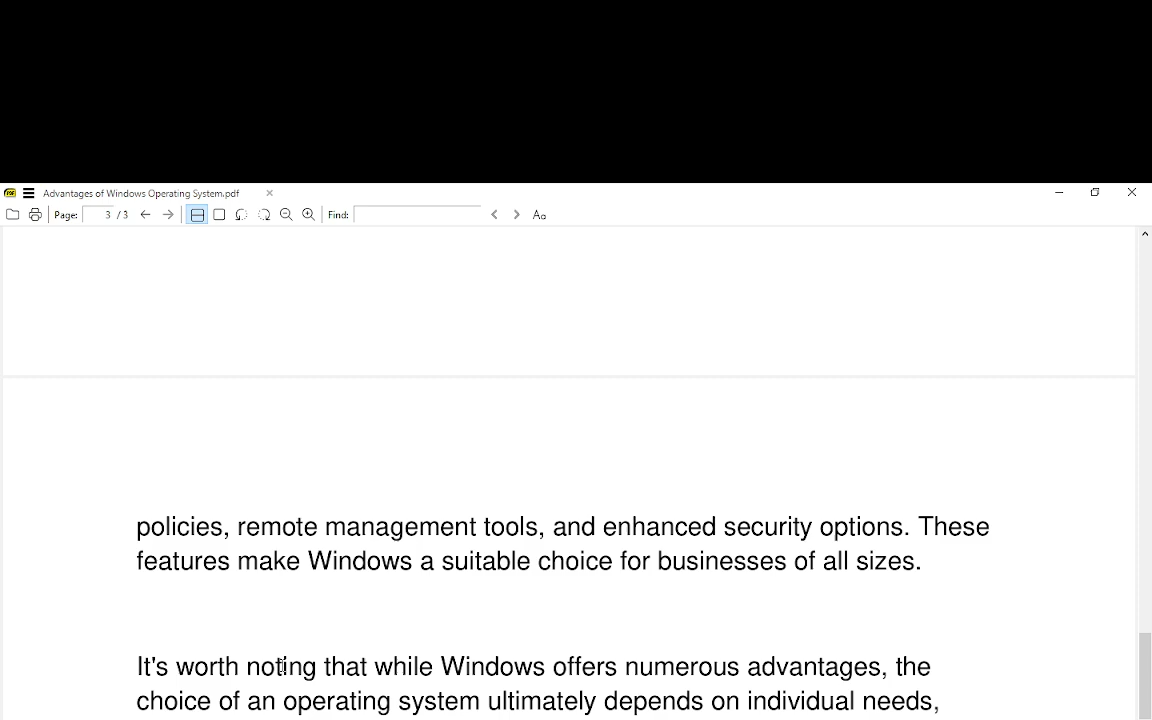 Advantages of Windows Operating System.pdf
Page: 3 / 3 Find: Aa
policies, remote management tools, and enhanced security options. These
features make Windows a suitable choice for businesses of all sizes.
It's worth noting that while Windows offers numerous advantages, the
choice of an operating system ultimately depends on individual needs,